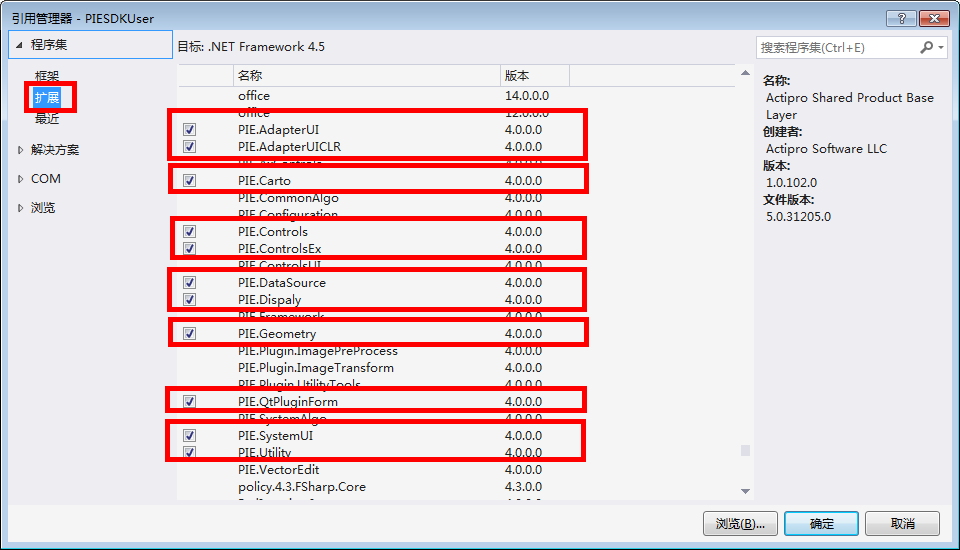 引用管理器 - PIESDKUser
程序集
框架
扩展
最近
解决方案
COM
浏览
目标: .NET Framework 4.5
搜索程序集(Ctrl+E)
名称 版本
office 14.0.0.0
office 12.0.0.0
PIE.AdapterUI 4.0.0.0
PIE.AdapterUICLR 4.0.0.0
PIE.Carto 4.0.0.0
PIE.CommonAlgo 4.0.0.0
PIE.Configuration 4.0.0.0
PIE.Controls 4.0.0.0
PIE.ControlsEx 4.0.0.0
PIE.ControlsUI 4.0.0.0
PIE.DataSource 4.0.0.0
PIE.Dispaly 4.0.0.0
PIE.Framework 4.0.0.0
PIE.Geometry 4.0.0.0
PIE.Plugin.ImagePreProcess 4.0.0.0
PIE.Plugin.ImageTransform 4.0.0.0
PIE.Plugin.UtilityTools 4.0.0.0
PIE.QtPluginForm 4.0.0.0
PIE.SystemAlgo 4.0.0.0
PIE.SystemUI 4.0.0.0
PIE.Utility 4.0.0.0
PIE.VectorEdit 4.0.0.0
policy.4.3.FSharp.Core 4.3.0.0
名称:
Actipro Shared Product Base
Layer
创建者:
Actipro Software LLC
版本:
1.0.102.0
文件版本:
5.0.31205.0
浏览(B)...
确定
取消